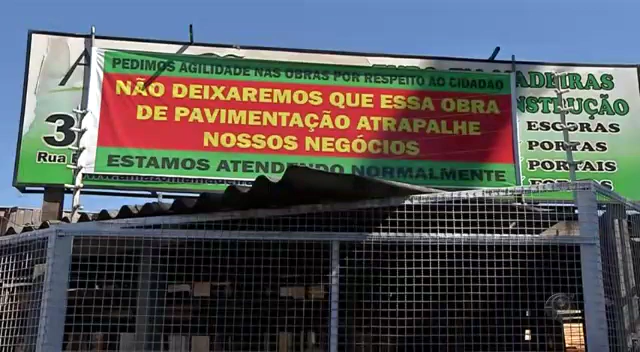 PEDIMOS AGILIDADE NAS OBRAS POR RESPEITO AO CIDADÃO
NÃO DEIXAREMOS QUE ESSA OBRA
DE PAVIMENTAÇÃO ATRAPALHE
NOSSOS NEGÓCIOS
ESTAMOS ATENDENDO NORMALMENTE
ADEIRAS
NSTRUÇÃO
ESCORAS
PORTAS
PORTAIS
3
Rua